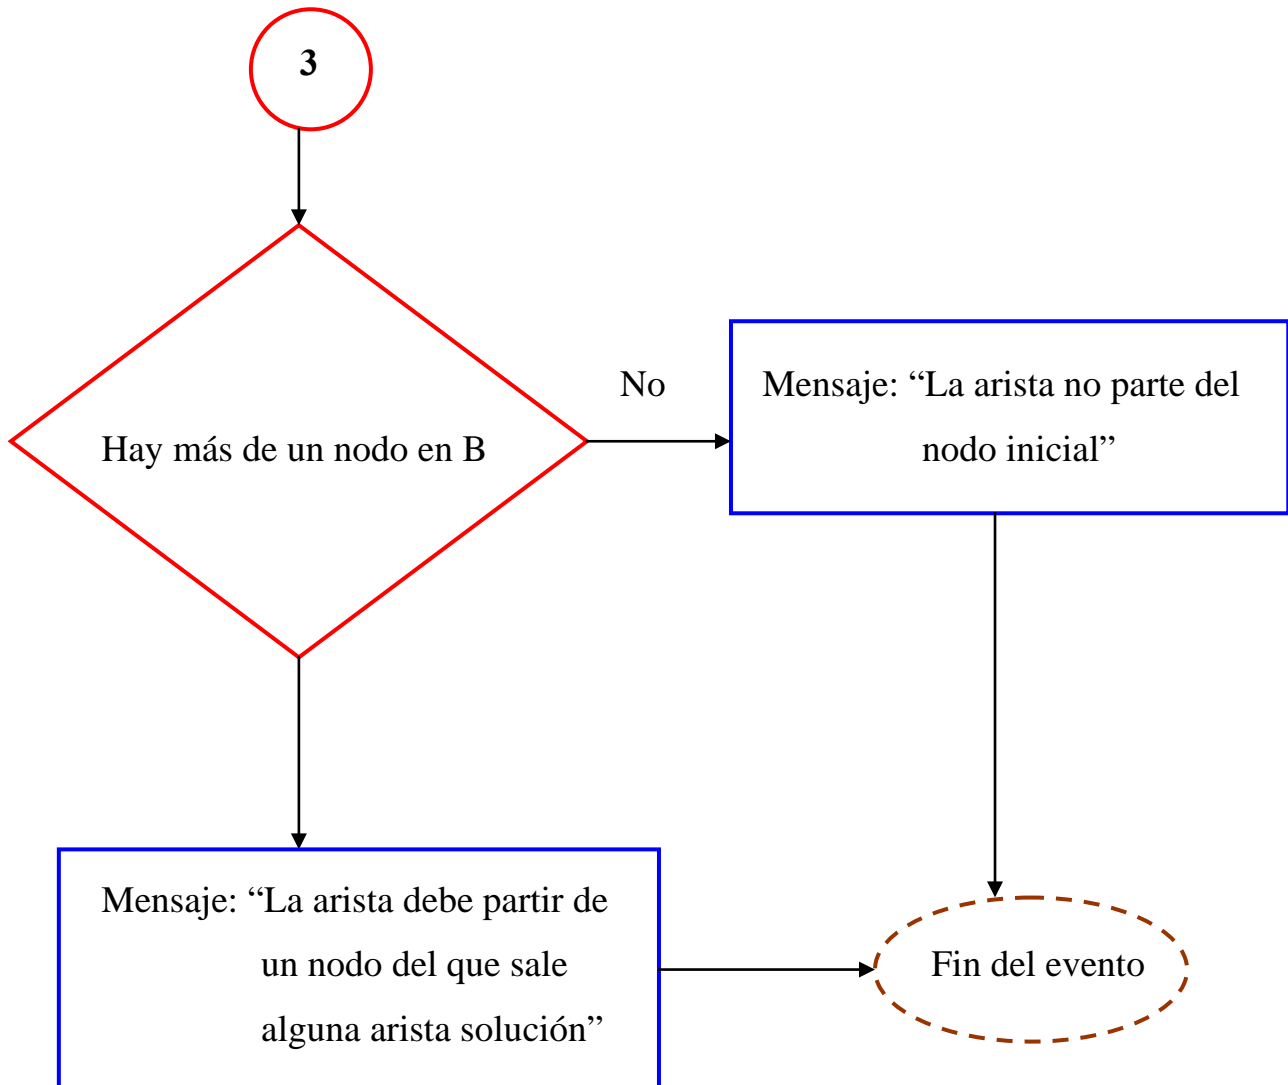 3
Hay más de un nodo en B
No
Mensaje: “La arista no parte del
nodo inicial”
Mensaje: “La arista debe partir de
un nodo del que sale
alguna arista solución”
Fin del evento